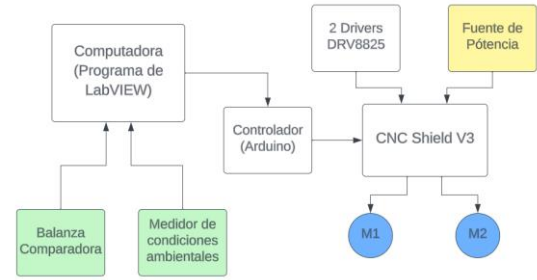 Computadora
(Programa de
LabVIEW)
2 Drivers
DRV8825
Fuente de
Pótencia
Controlador
(Arduino)
CNC Shield V3
Balanza
Comparadora
Medidor de
condiciones
ambientales
M1
M2